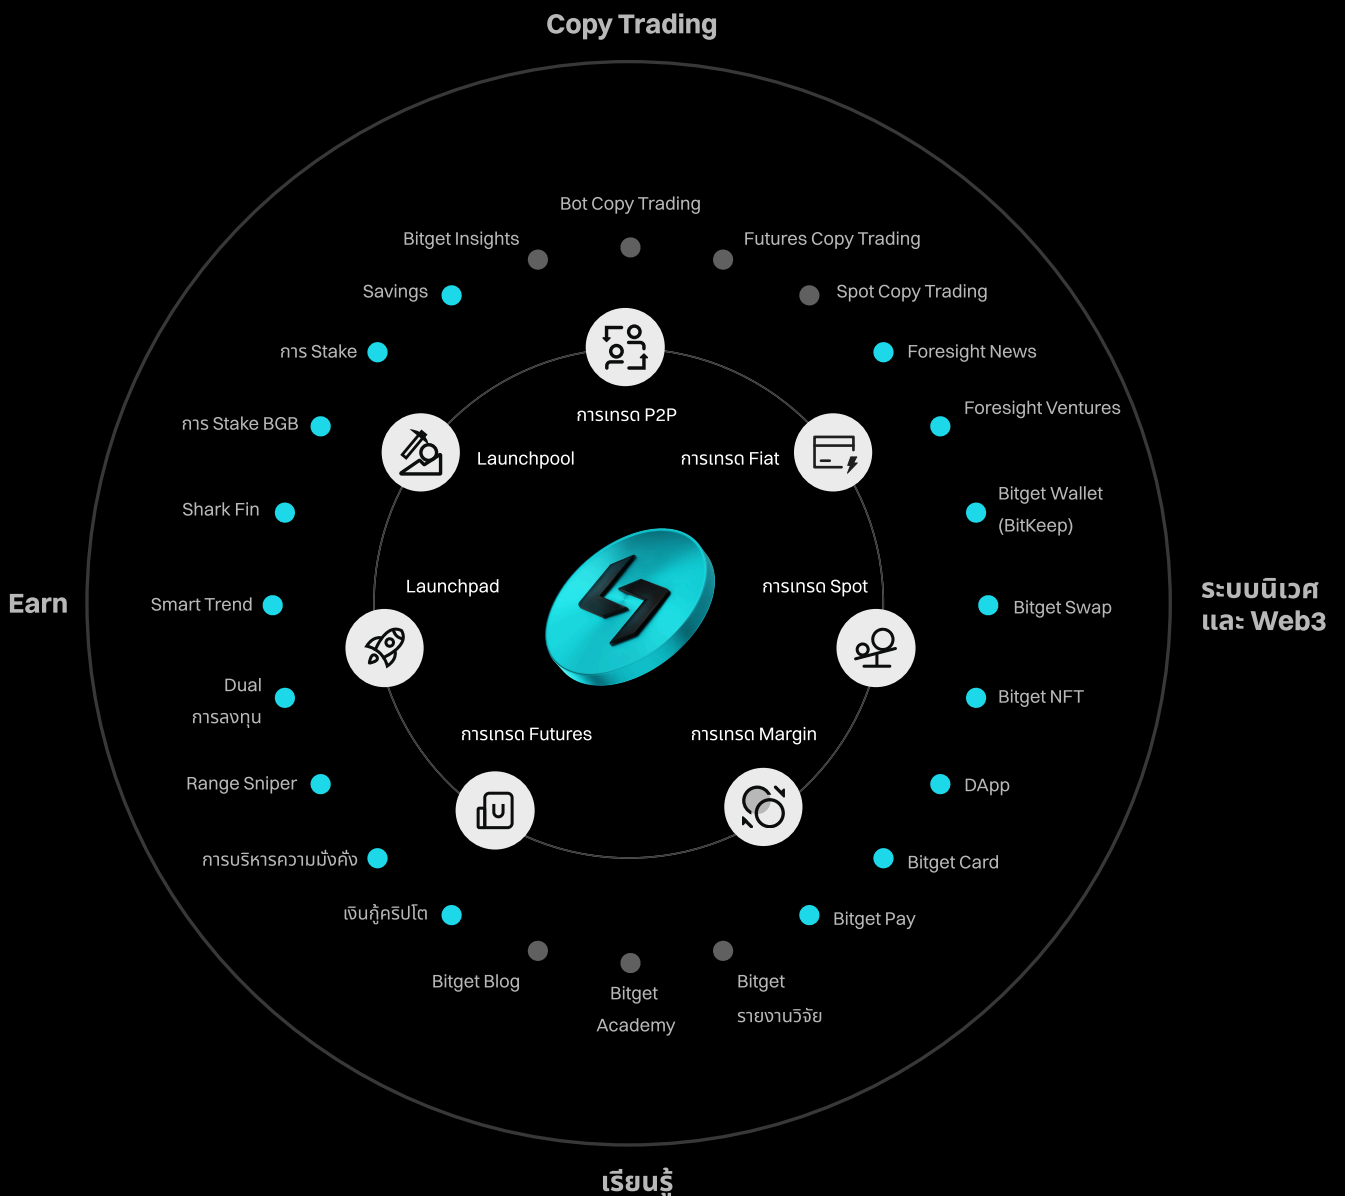 Copy Trading
Bot Copy Trading
Bitget Insights
Futures Copy Trading
Savings
Spot Copy Trading
การ Stake
Foresight News
การเทรด P2P
Foresight Ventures
การ Stake BGB
Launchpool
การเทรด Fiat
Bitget Wallet
(BitKeep)
Shark Fin
Launchpad
การเทรด Spot
Earn
Smart Trend
Bitget Swap
ระบบนิเวศ
และ Web3
Dual
การลงทุน
Bitget NFT
การเทรด Futures
การเทรด Margin
Range Sniper
DApp
U
การบริหารความมั่งคั่ง
Bitget Card
เงินกู้คริปโต
Bitget Pay
Bitget Blog
Bitget
Academy
Bitget
รายงานวิจัย
เรียนรู้